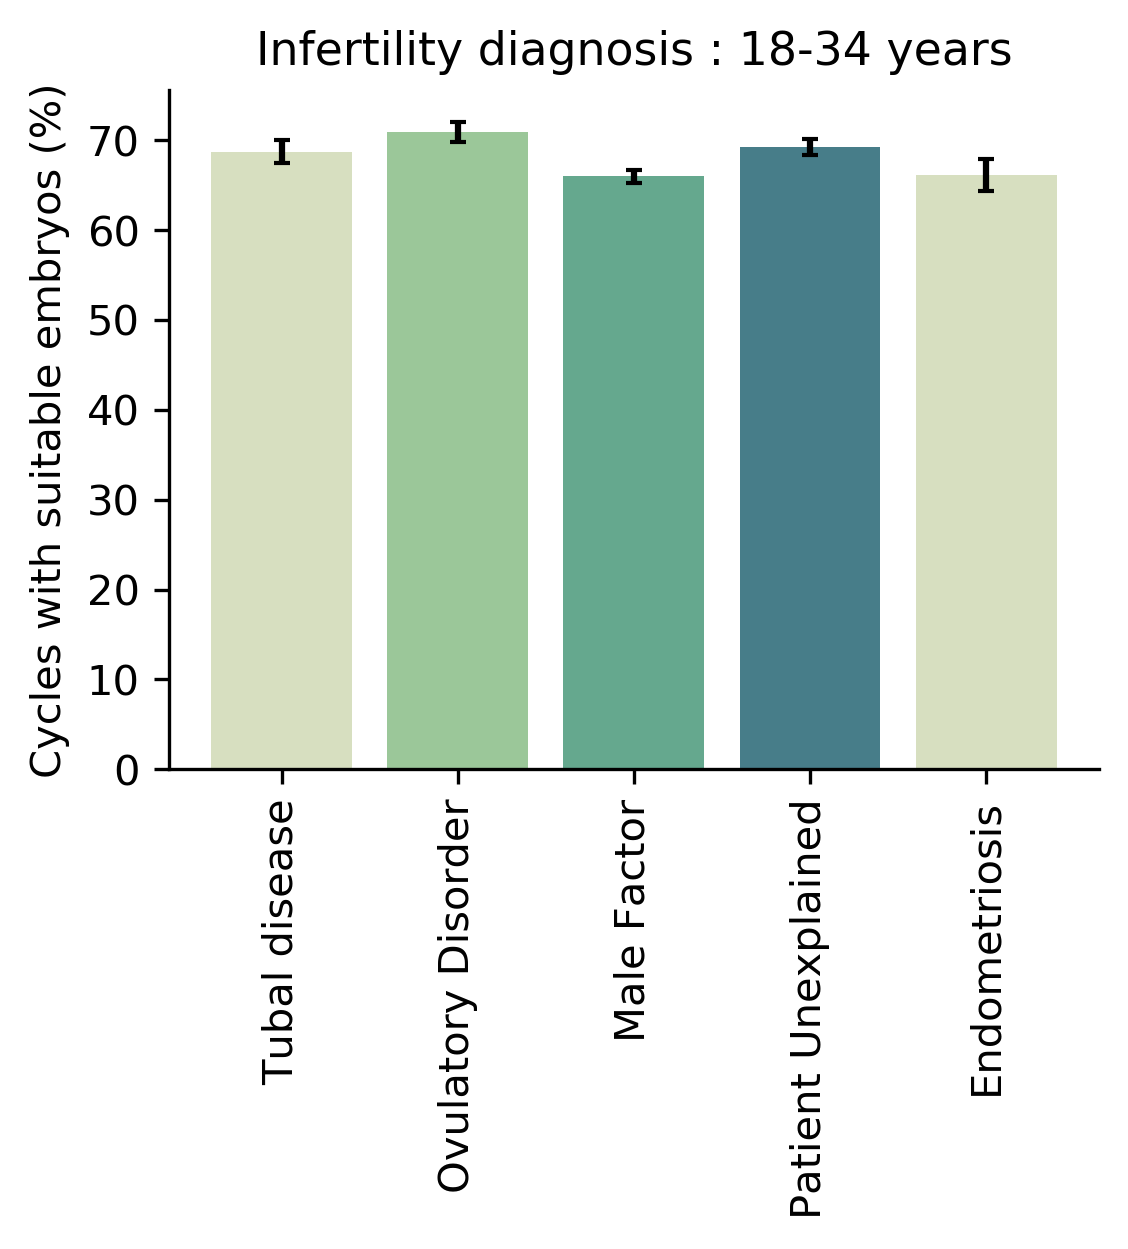 Infertility diagnosis : 18-34 years
Cycles with suitable embryos (%)
70
60
50
40
30
20
10
0
Tubal disease
Ovulatory Disorder
Male Factor
Patient Unexplained
Endometriosis